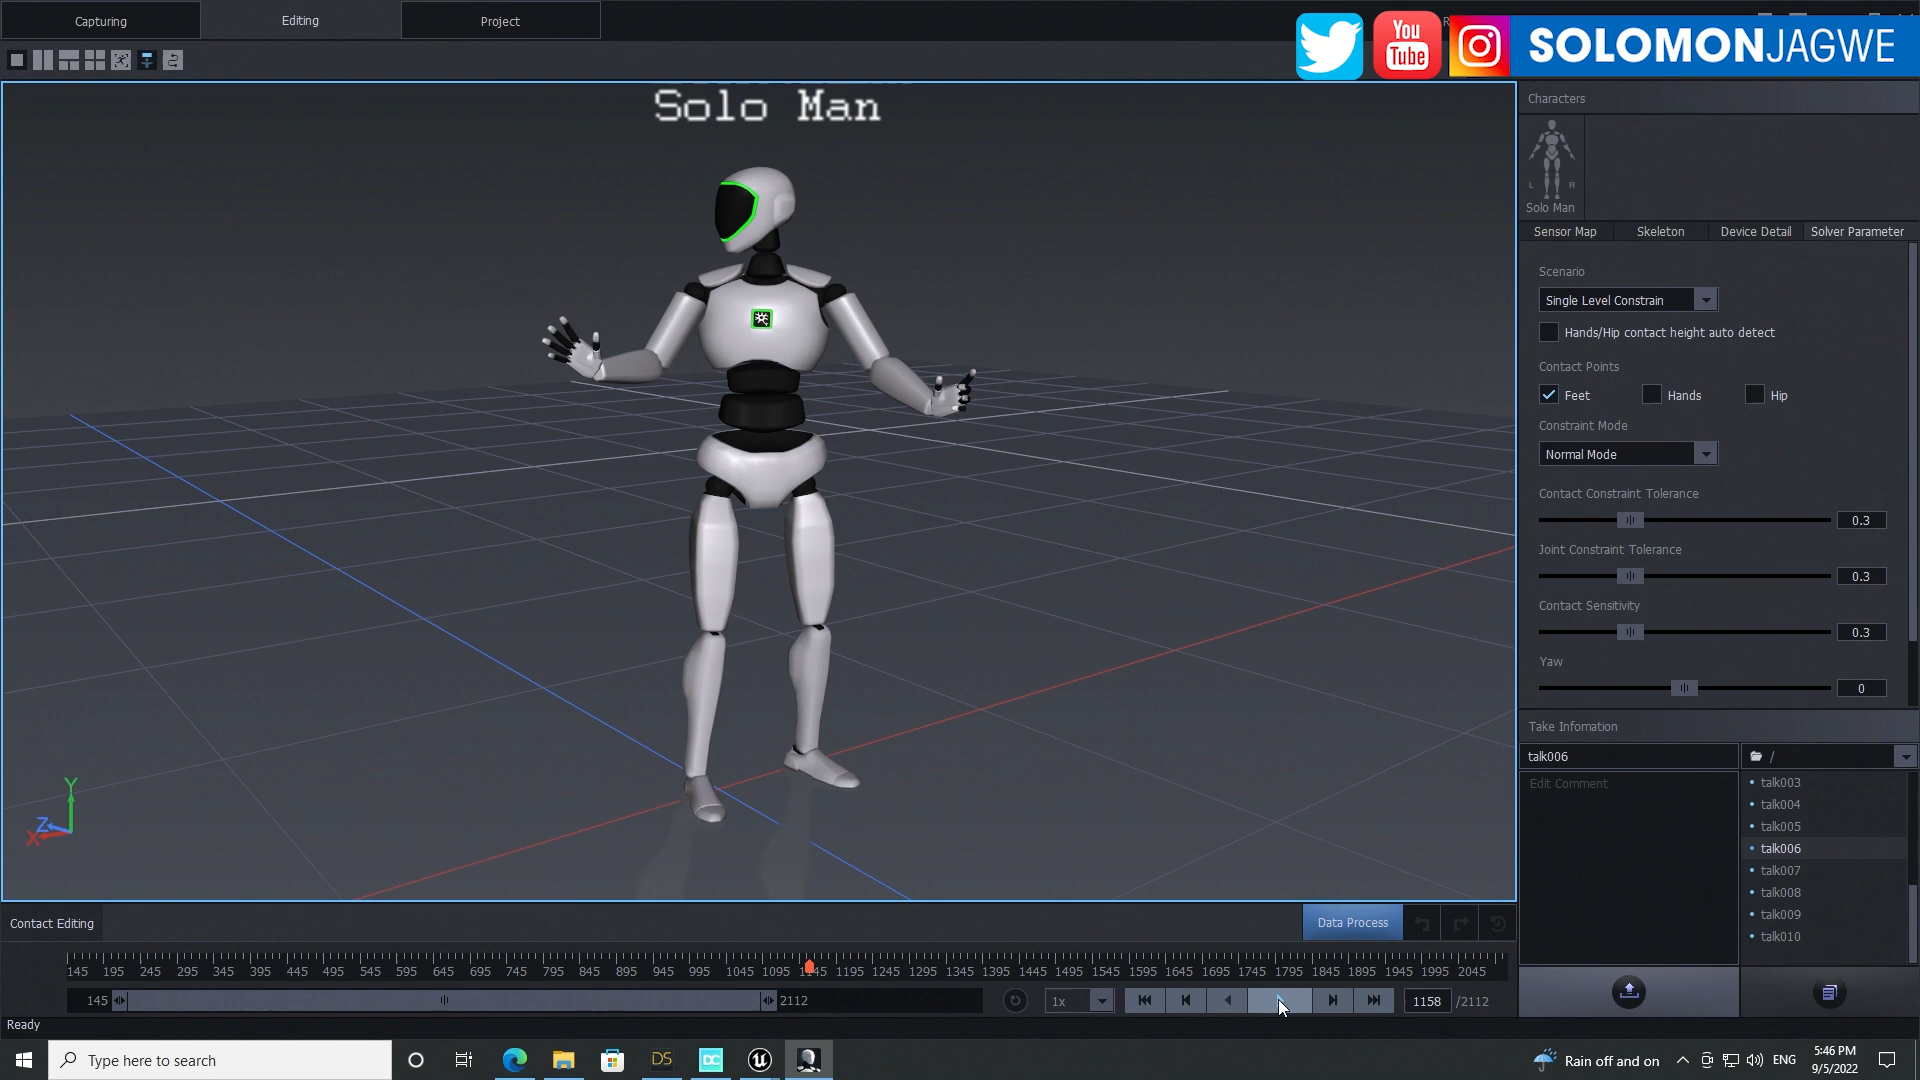 Capturing
Editing
Project
You
Tube
SOLOMONJAGWE
Solo Man
Characters
L R
Solo Man
Sensor Map
Skeleton
Device Detail
Solver Parameter
Scenario
Single Level Constrain
Hands/Hip contact height auto detect
Contact Points
Feet
Hands
Hip
Constraint Mode
Normal Mode
Contact Constraint Tolerance
0.3
Joint Constraint Tolerance
0.3
Contact Sensitivity
0.3
Yaw
0
Take Infomation
talk006
/
Edit Comment
talk003
talk004
talk005
talk006
talk007
talk008
talk009
talk010
Y
Z
X
Contact Editing
Data Process
145 195 245 295 345 395 445 495 545 595 645 695 745 795 845 895 945 995 1045 1095 1145 1195 1245 1295 1345 1395 1445 1495 1545 1595 1645 1695 1745 1795 1845 1895 1945 1995 2045
145
2112
1x
1158
/2112
Ready
Type here to search
DS
DC
Rain off and on
ENG
5:46 PM
9/5/2022